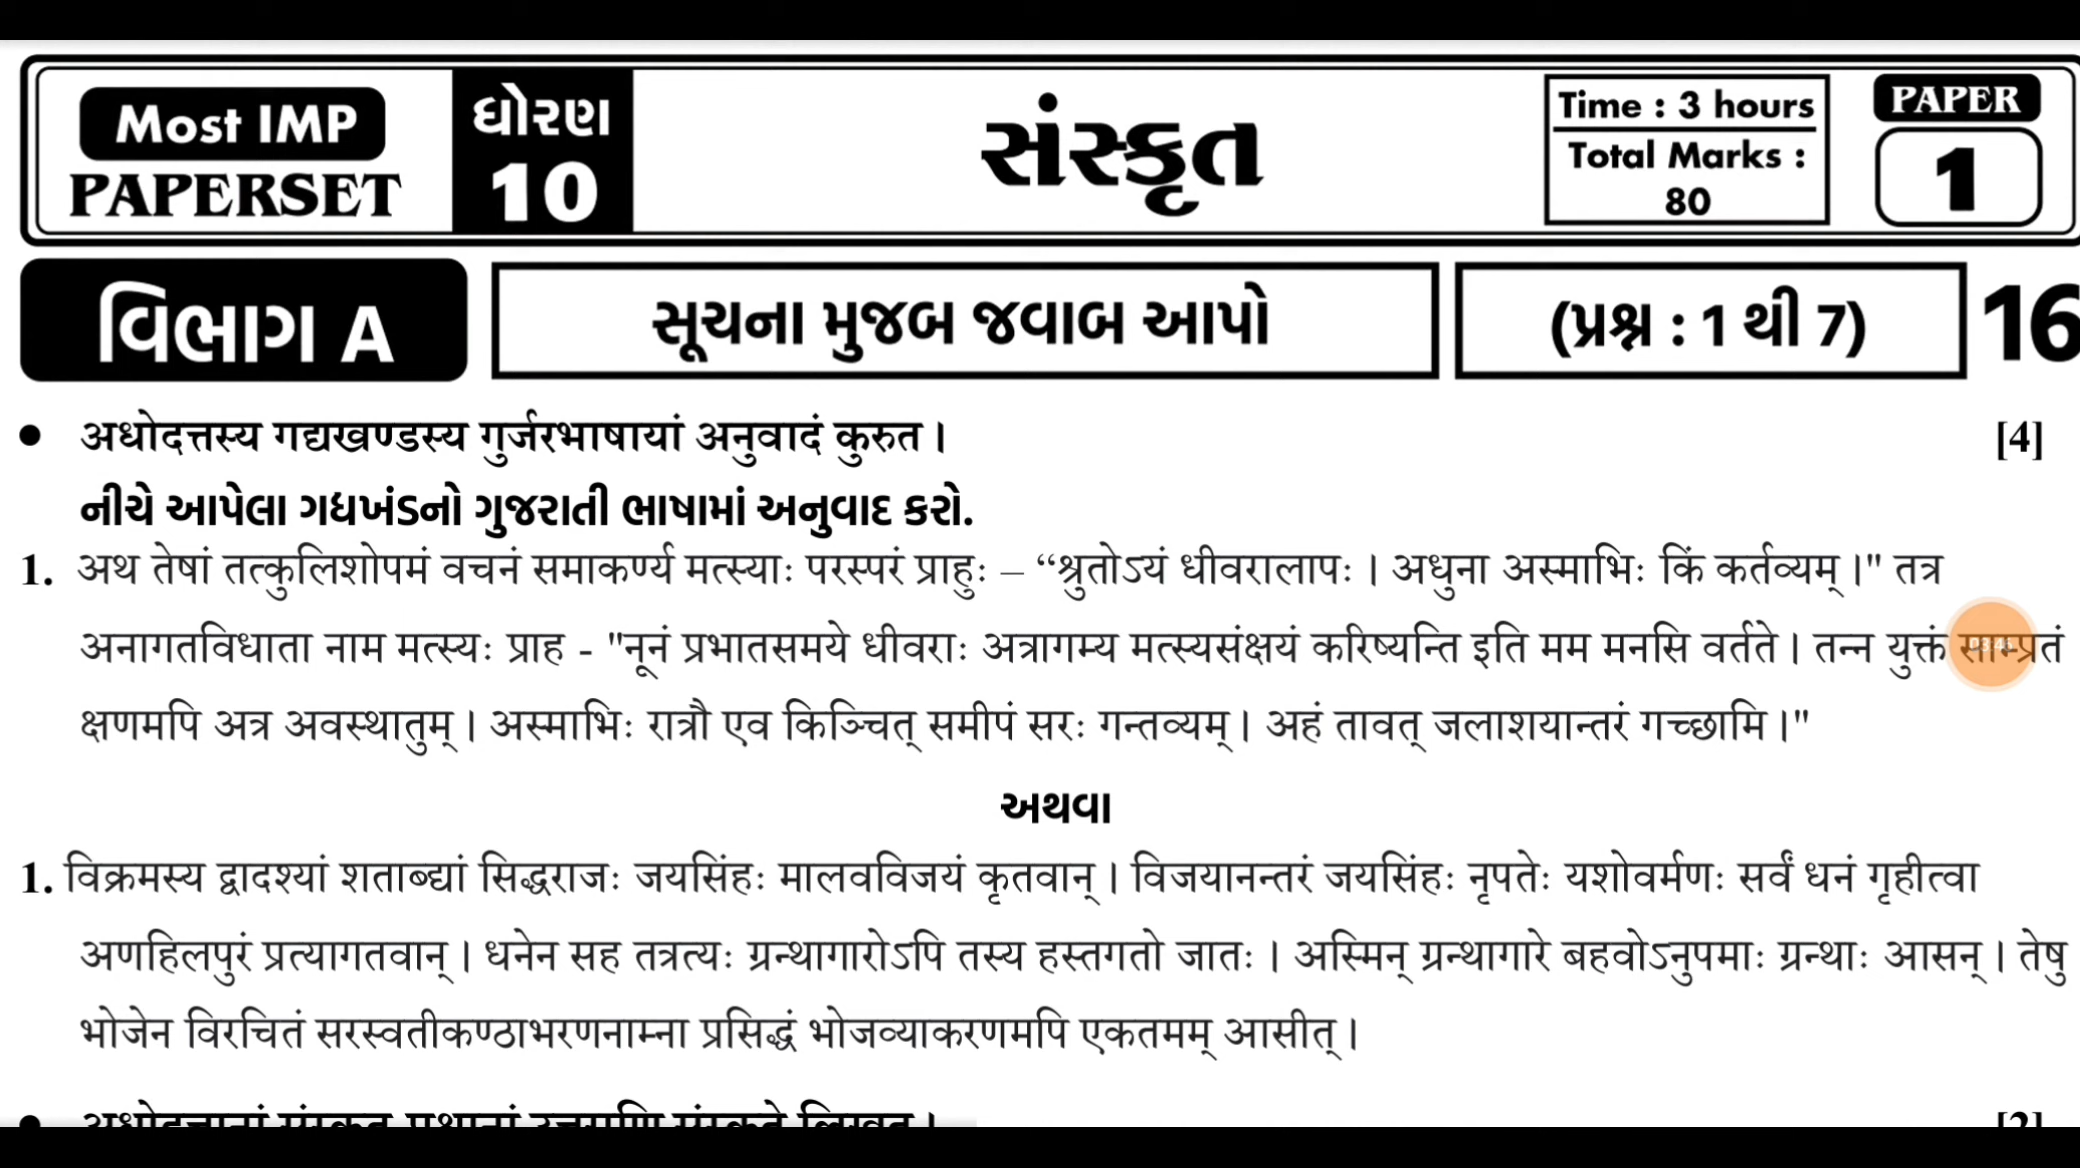 Most IMP
PAPERSET
ધોરણ
10
સંસ્કૃત
Time : 3 hours
Total Marks :
80
PAPER
1
વિભાગ A
સૂચના મુજબ જવાબ આપો
(પ્રશ્ન : 1 થી 7)
16
● अधोदत्तस्य गद्यखण्डस्य गुर्जरभाषायां अनुवादं कुरुत । [4]
નીચે આપેલા ગદ્યખંડનો ગુજરાતી ભાષામાં અનુવાદ કરો.
1. अथ तेषां तत्कुलिशोपमं वचनं समाकर्ण्य मत्स्याः परस्परं प्राहुः – “श्रुतोऽयं धीवरालापः । अधुना अस्माभिः किं कर्तव्यम् ।" तत्र
अनागतविधाता नाम मत्स्यः प्राह - "नूनं प्रभातसमये धीवराः अत्रागम्य मत्स्यसंक्षयं करिष्यन्ति इति मम मनसि वर्तते । तन्न युक्तं साम्प्रतं
03:46
क्षणमपि अत्र अवस्थातुम् । अस्माभिः रात्रौ एव किञ्चित् समीपं सरः गन्तव्यम् । अहं तावत् जलाशयान्तरं गच्छामि ।"
અથવા
1. विक्रमस्य द्वादश्यां शताब्द्यां सिद्धराजः जयसिंहः मालवविजयं कृतवान् । विजयानन्तरं जयसिंहः नृपतेः यशोवर्मणः सर्वं धनं गृहीत्वा
अणहिलपुरं प्रत्यागतवान् । धनेन सह तत्रत्यः ग्रन्थागारोऽपि तस्य हस्तगतो जातः । अस्मिन् ग्रन्थागारे बहवोऽनुपमाः ग्रन्थाः आसन् । तेषु
भोजेन विरचितं सरस्वतीकण्ठाभरणनाम्ना प्रसिद्धं भोजव्याकरणमपि एकतमम् आसीत् ।